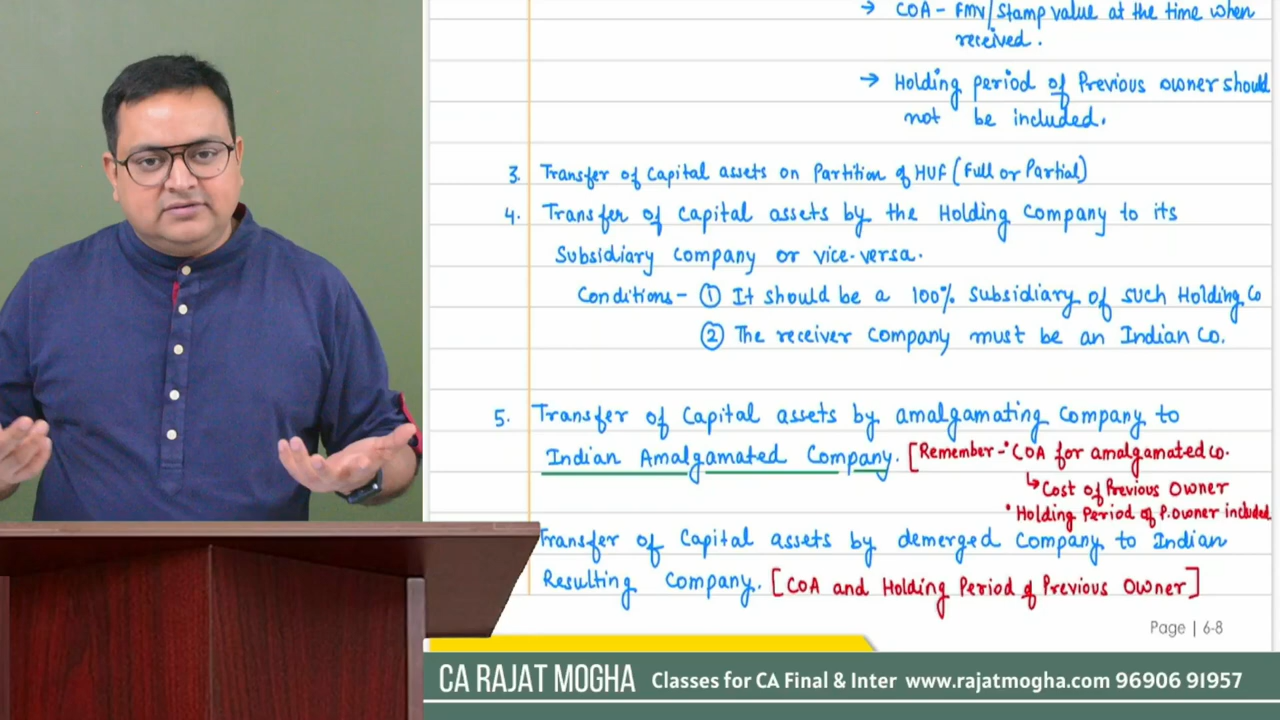 → COA - FMV/Stamp value at the time when
received.
→ Holding period of Previous owner should
not be included.
3. Transfer of Capital assets on Partition of HUF (Full or Partial)
4. Transfer of Capital assets by the Holding Company to its
Subsidiary Company or vice-versa.
Conditions - ① It should be a 100% Subsidiary of such Holding Co
② The receiver Company must be an Indian Co.
5. Transfer of Capital assets by amalgamating Company to
Indian Amalgamated Company. [Remember - * COA for amalgamated Co.
↳ Cost of Previous Owner
* Holding Period of P. Owner included
Transfer of Capital assets by demerged Company to Indian
Resulting Company. [COA and Holding Period of Previous Owner]
Page | 6-8
CA RAJAT MOGHA Classes for CA Final & Inter www.rajatmogha.com 96906 91957